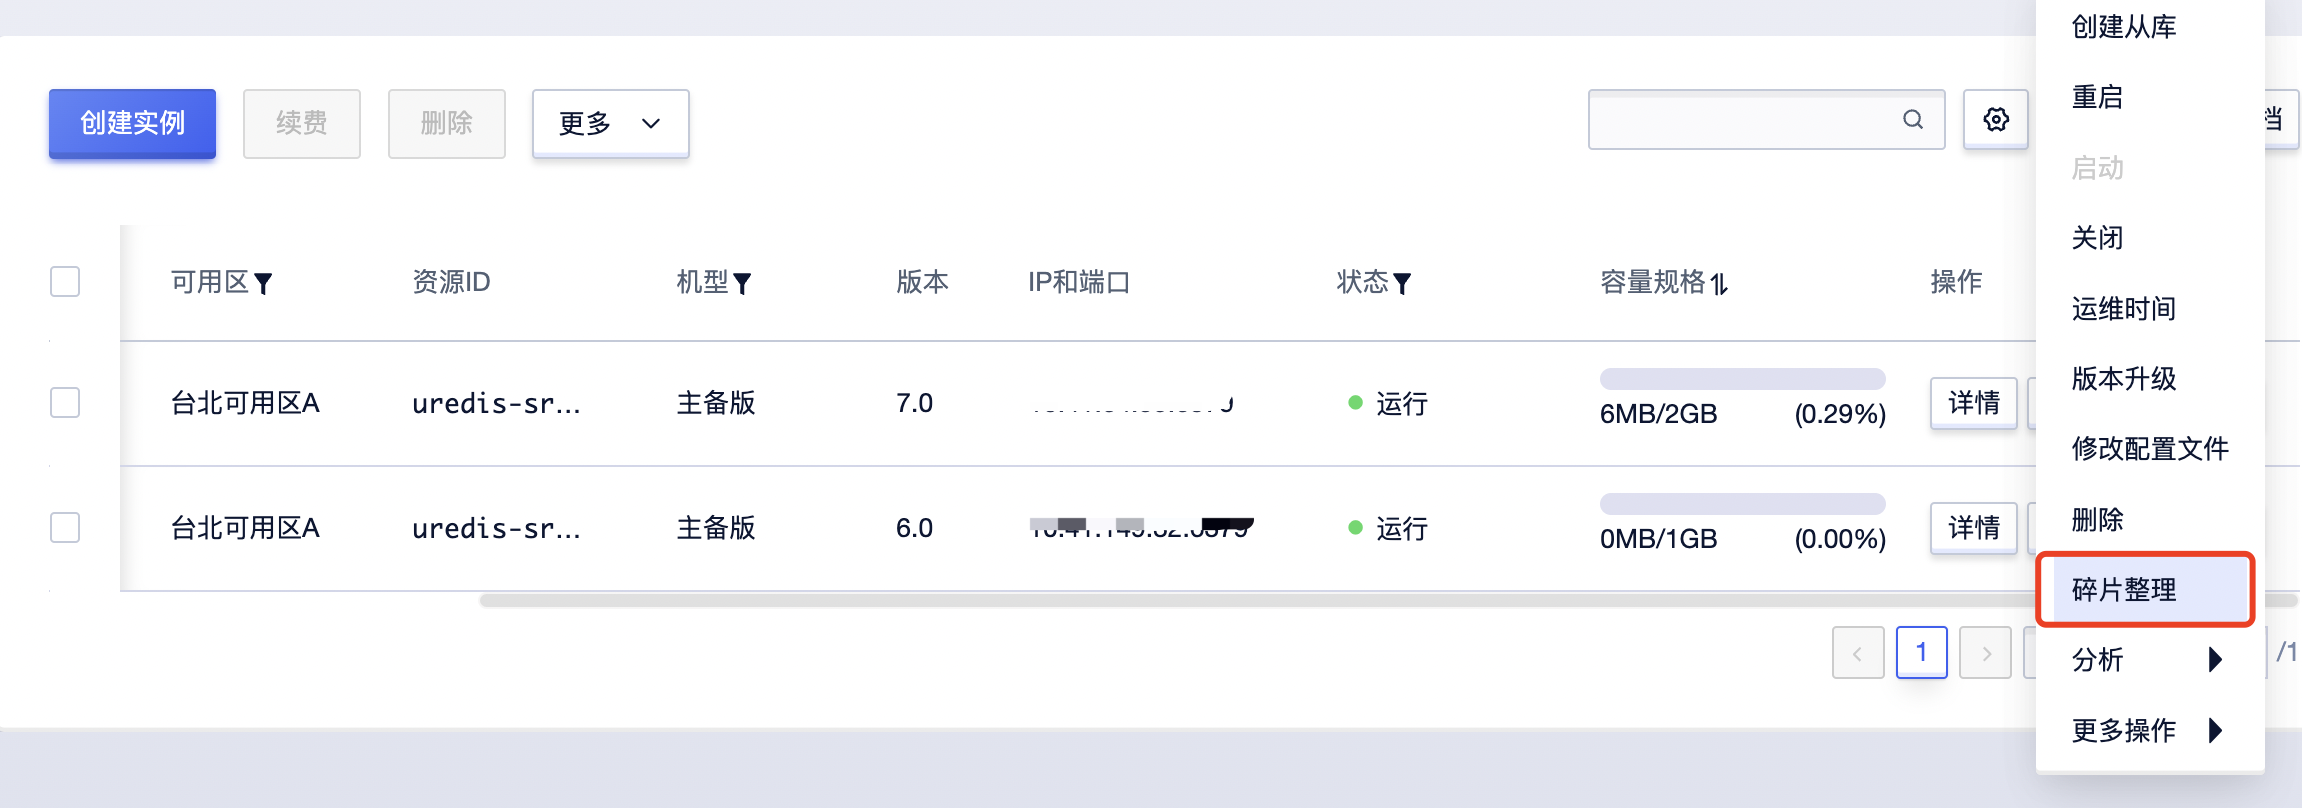 创建实例 续费 删除 更多 档
可用区 资源ID 机型 版本 IP和端口 状态 容量规格 操作
台北可用区A uredis-sr... 主备版 7.0 运行 6MB/2GB (0.29%) 详情
台北可用区A uredis-sr... 主备版 6.0 运行 0MB/1GB (0.00%) 详情
1 /1
创建从库
重启
启动
关闭
运维时间
版本升级
修改配置文件
删除
碎片整理
分析
更多操作